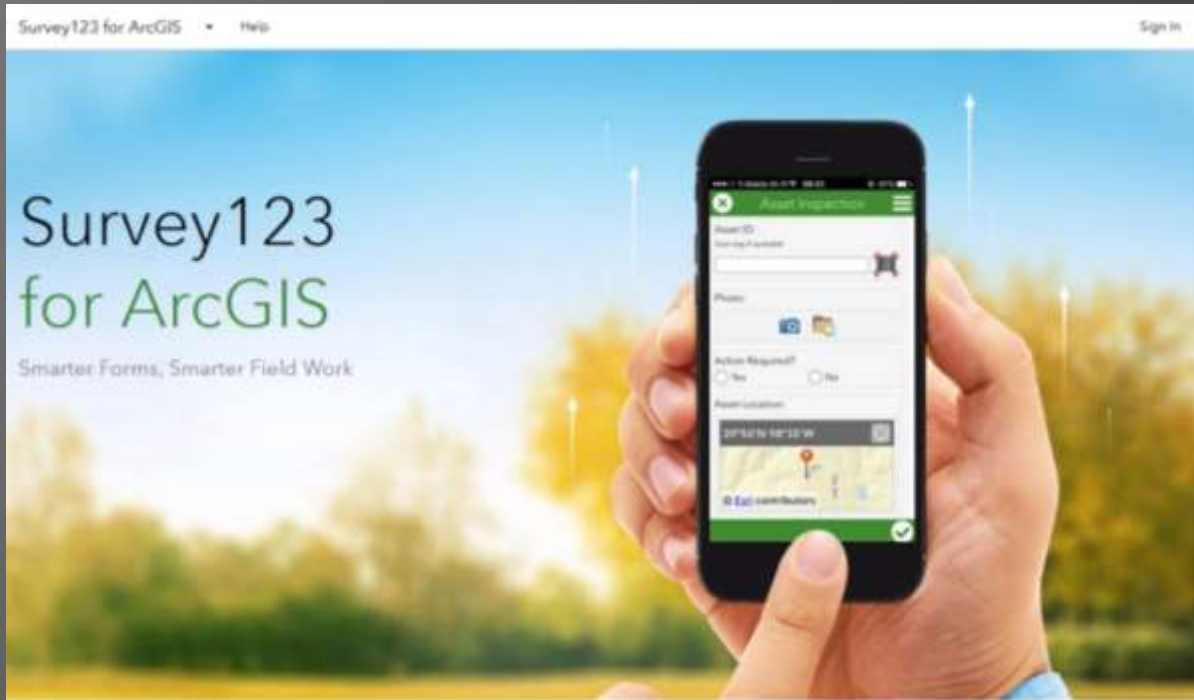 Survey123 for ArcGIS Help Sign In
Survey123
for ArcGIS
Smarter Forms, Smarter Field Work
Asset Inspection
Asset ID
Photo
Action Required?
Yes No
Asset Location
© Esri contributors